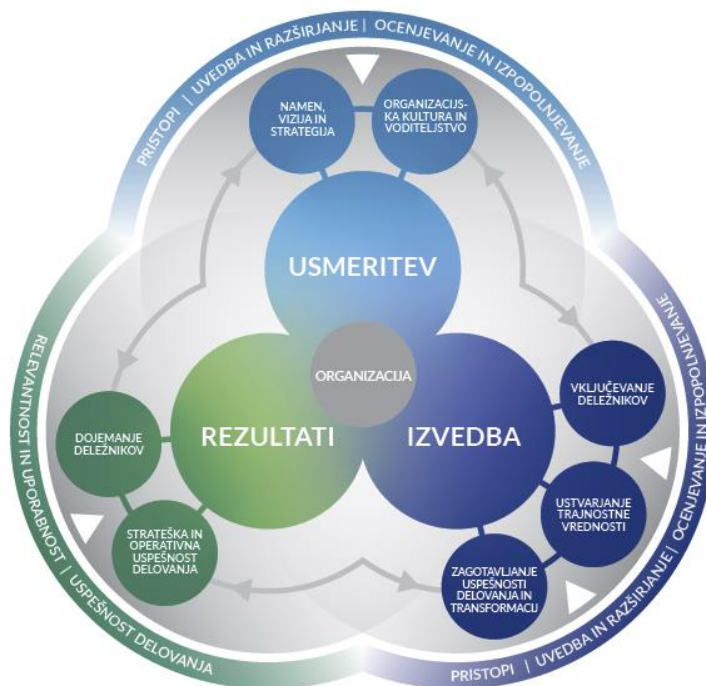 PRISTOPI | UVEDBA IN RAZŠIRJANJE | OCENJEVANJE IN IZPOPOLNJEVANJE
NAMEN,
VIZIJA IN
STRATEGIJA
ORGANIZACIJS-
KA KULTURA IN
VODITELJSTVO
USMERITEV
ORGANIZACIJA
REZULTATI
IZVEDBA
DOJEMANJE
DELEŽNIKOV
STRATEŠKA IN
OPERATIVNA
USPEŠNOST
DELOVANJA
VKLJUČEVANJE
DELEŽNIKOV
USTVARJANJE
TRAJNOSTNE
VREDNOSTI
ZAGOTAVLJANJE
USPEŠNOSTI
DELOVANJA IN
TRANSFORMACIJ
RELEVANTNOST IN UPORABNOST | USPEŠNOST DELOVANJA
PRISTOPI | UVEDBA IN RAZŠIRJANJE | OCENJEVANJE IN IZPOPOLNJEVANJE